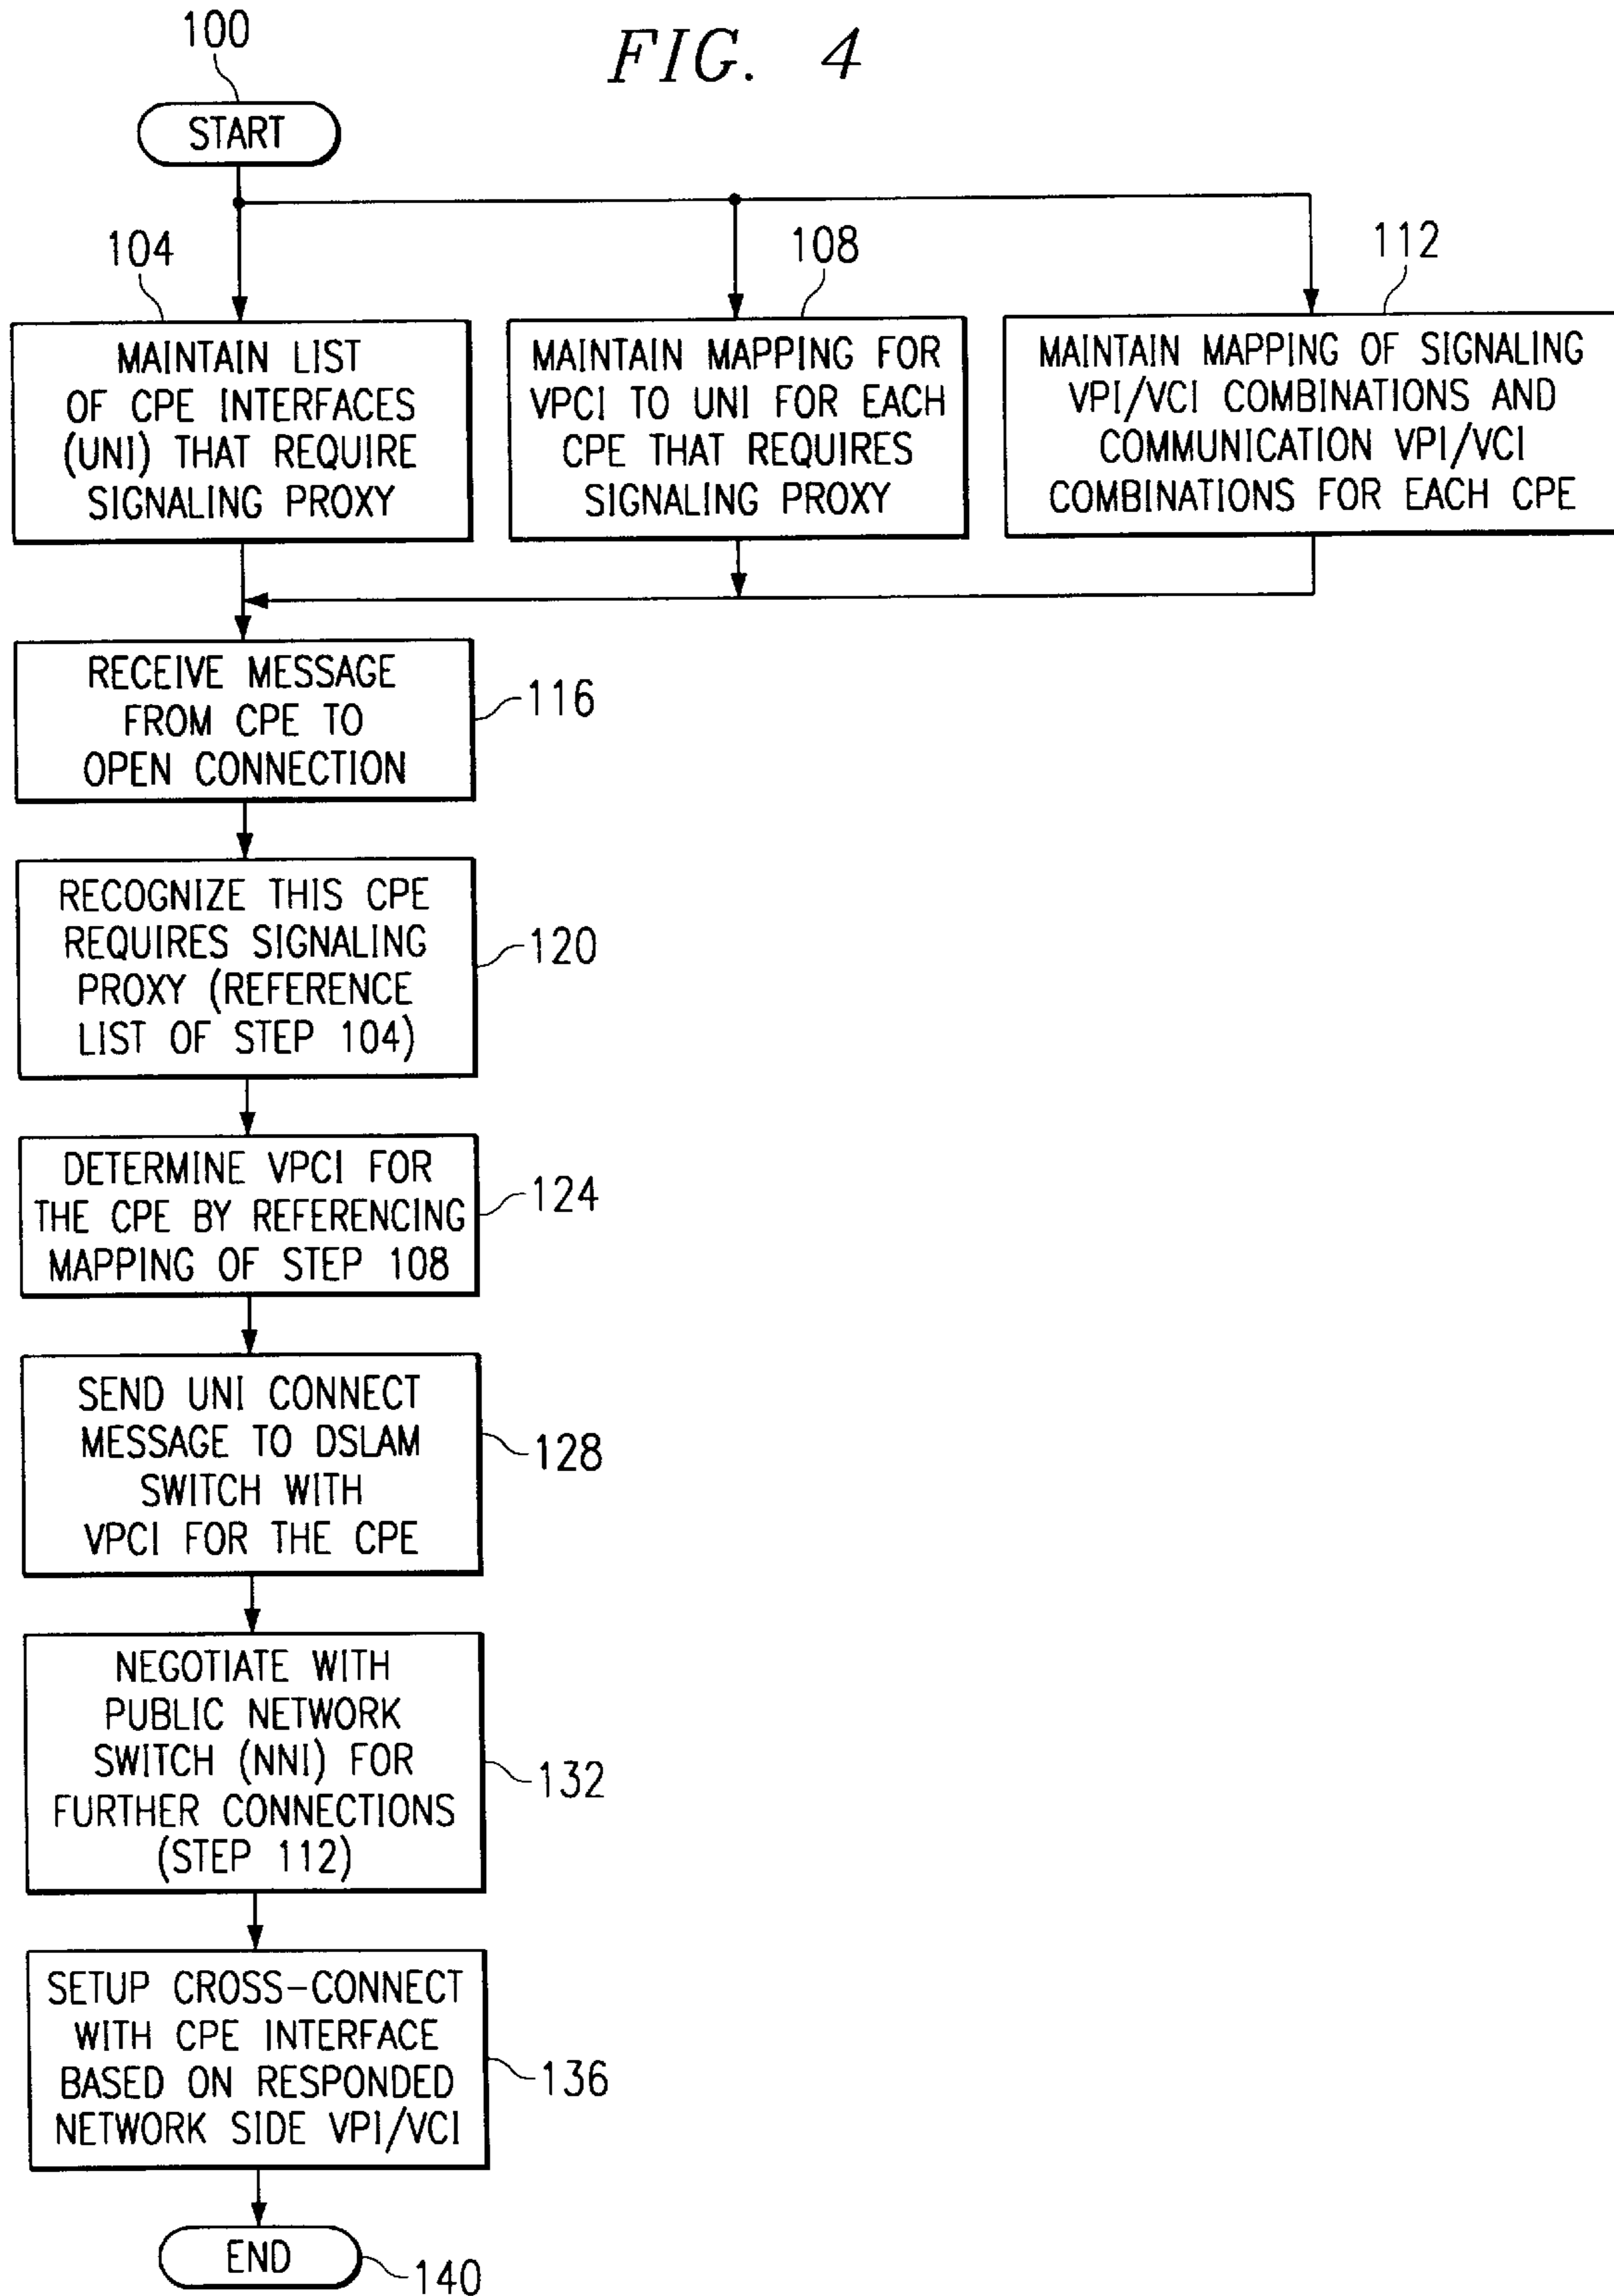 FIG. 4
100
START
104
MAINTAIN LIST
OF CPE INTERFACES
(UNI) THAT REQUIRE
SIGNALING PROXY
108
MAINTAIN MAPPING FOR
VPCI TO UNI FOR EACH
CPE THAT REQUIRES
SIGNALING PROXY
112
MAINTAIN MAPPING OF SIGNALING
VPI/VCI COMBINATIONS AND
COMMUNICATION VPI/VCI
COMBINATIONS FOR EACH CPE
RECEIVE MESSAGE
FROM CPE TO
OPEN CONNECTION
116
RECOGNIZE THIS CPE
REQUIRES SIGNALING
PROXY (REFERENCE
LIST OF STEP 104)
120
DETERMINE VPCI FOR
THE CPE BY REFERENCING
MAPPING OF STEP 108
124
SEND UNI CONNECT
MESSAGE TO DSLAM
SWITCH WITH
VPCI FOR THE CPE
128
NEGOTIATE WITH
PUBLIC NETWORK
SWITCH (NNI) FOR
FURTHER CONNECTIONS
(STEP 112)
132
SETUP CROSS-CONNECT
WITH CPE INTERFACE
BASED ON RESPONDED
NETWORK SIDE VPI/VCI
136
END
140